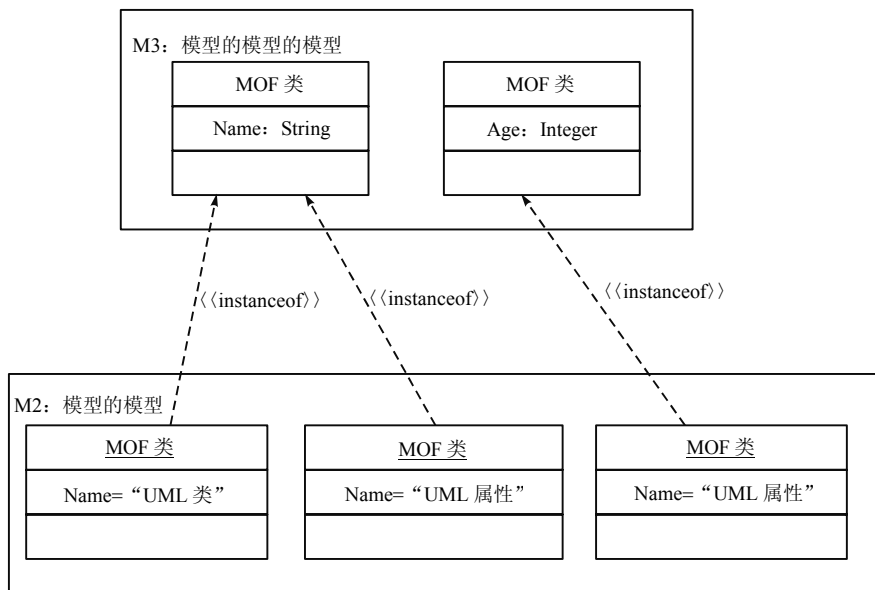 M3：模型的模型的模型
MOF 类
MOF 类
Name：String
Age：Integer
〈〈instanceof〉〉
〈〈instanceof〉〉
〈〈instanceof〉〉
M2：模型的模型
MOF 类
MOF 类
MOF 类
Name=“UML 类”
Name=“UML 属性”
Name=“UML 属性”